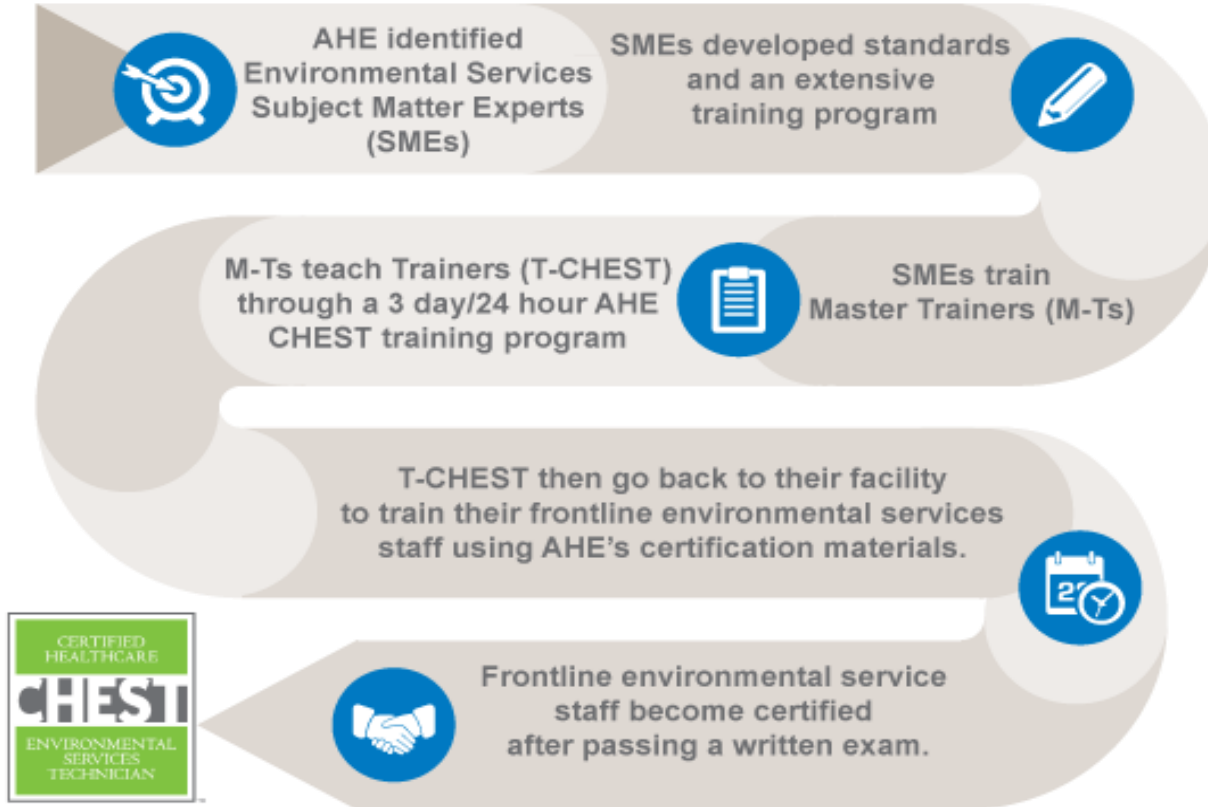 AHE identified
Environmental Services
Subject Matter Experts
(SMEs)
SMEs developed standards
and an extensive
training program
SMEs train
Master Trainers (M-Ts)
M-Ts teach Trainers (T-CHEST)
through a 3 day/24 hour AHE
CHEST training program
T-CHEST then go back to their facility
to train their frontline environmental services
staff using AHE's certification materials.
Frontline environmental service
staff become certified
after passing a written exam.
CERTIFIED
HEALTHCARE
CHEST
ENVIRONMENTAL
SERVICES
TECHNICIAN